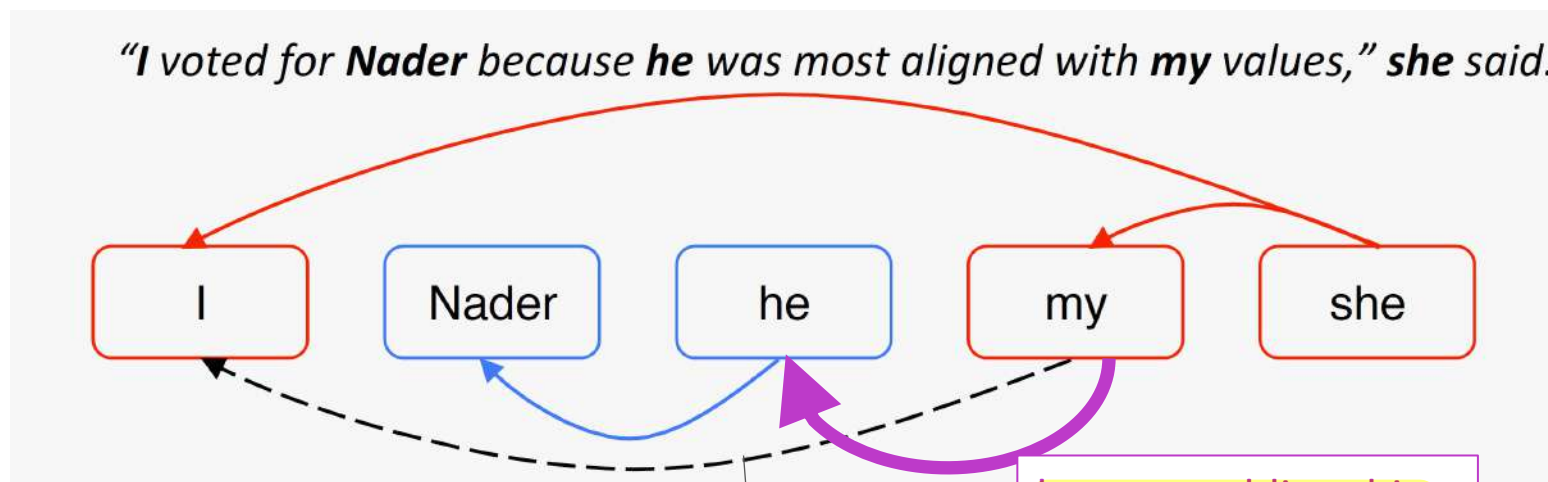 “I voted for Nader because he was most aligned with my values,” she said.
I Nader he my she